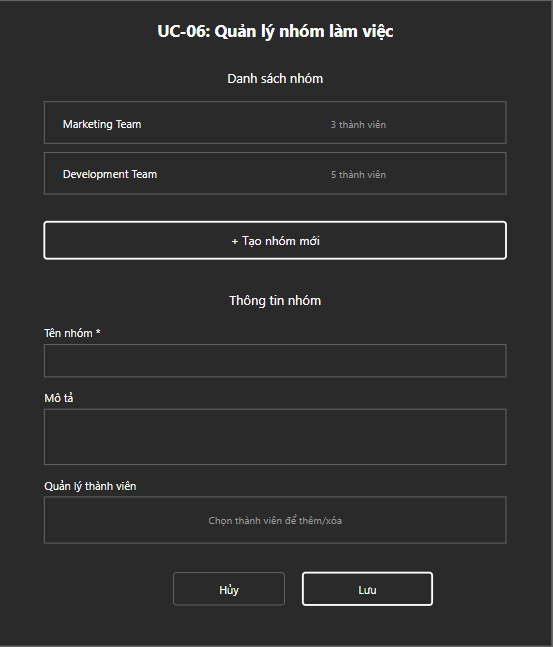 UC-06: Quản lý nhóm làm việc
Danh sách nhóm
Marketing Team 3 thành viên
Development Team 5 thành viên
+ Tạo nhóm mới
Thông tin nhóm
Tên nhóm *
Mô tả
Quản lý thành viên
Chọn thành viên để thêm/xóa
Hủy Lưu